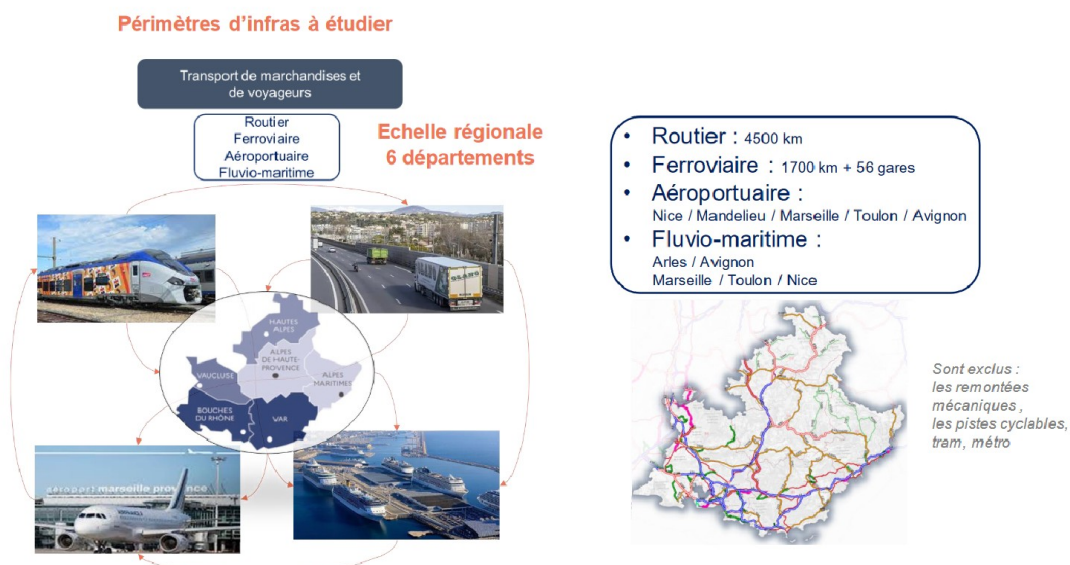 Périmètres d'infras à étudier
Transport de marchandises et
de voyageurs
Routier
Ferroviaire
Aéroportuaire
Fluvio-maritime
Echelle régionale
6 départements
HAUTES
ALPES
ALPES
DE HAUTE-
PROVENCE
VAUCLUSE
ALPES
MARITIMES
BOUCHES
DU RHÔNE
VAR
aéroport marseille provence
• Routier : 4500 km
• Ferroviaire : 1700 km + 56 gares
• Aéroportuaire :
Nice / Mandelieu / Marseille / Toulon / Avignon
• Fluvio-maritime :
Arles / Avignon
Marseille / Toulon / Nice
Sont exclus :
les remontées
mécaniques ,
les pistes cyclables,
tram, métro